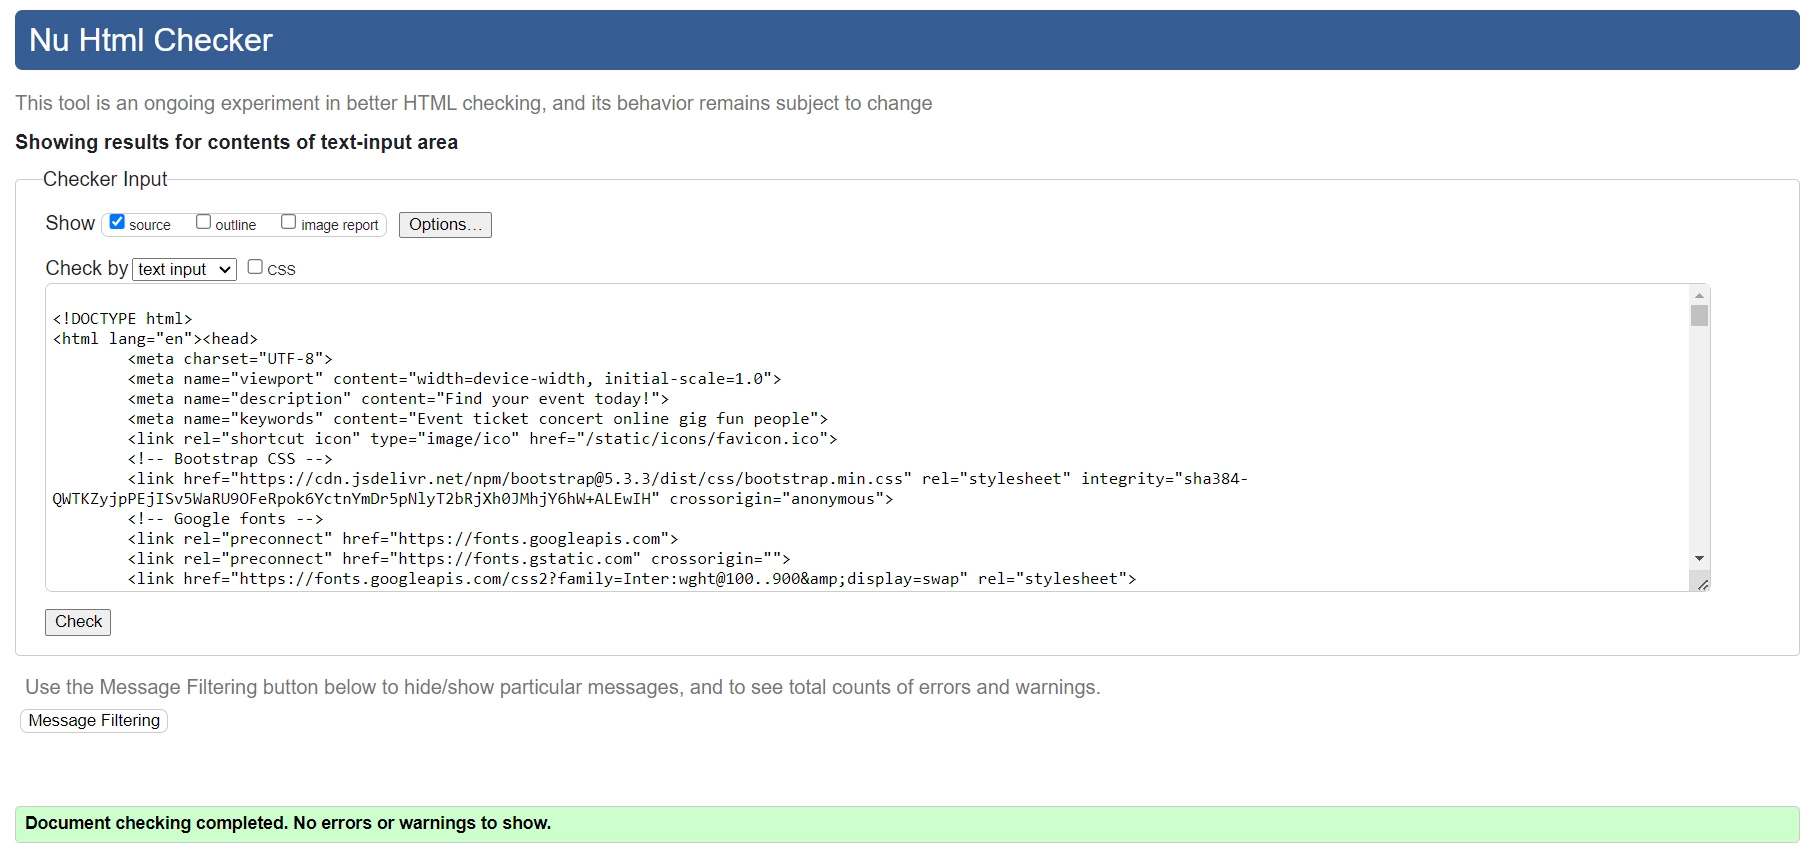 Nu Html Checker
This tool is an ongoing experiment in better HTML checking, and its behavior remains subject to change
Showing results for contents of text-input area
Checker Input
Show source outline image report Options...
Check by text input CSS
<!DOCTYPE html>
<html lang="en"><head>
<meta charset="UTF-8">
<meta name="viewport" content="width=device-width, initial-scale=1.0">
<meta name="description" content="Find your event today!">
<meta name="keywords" content="Event ticket concert online gig fun people">
<link rel="shortcut icon" type="image/ico" href="/static/icons/favicon.ico">
<!-- Bootstrap CSS -->
<link href="https://cdn.jsdelivr.net/npm/bootstrap@5.3.3/dist/css/bootstrap.min.css" rel="stylesheet" integrity="sha384-
QWTKZyjpPEjISv5WaRU9OFeRpok6YctnYmDr5pNlyT2bRjXh0JMhjY6hW+ALEwIH" crossorigin="anonymous">
<!-- Google fonts -->
<link rel="preconnect" href="https://fonts.googleapis.com">
<link rel="preconnect" href="https://fonts.gstatic.com" crossorigin="">
<link href="https://fonts.googleapis.com/css2?family=Inter:wght@100..900&amp;display=swap" rel="stylesheet">
Check
Use the Message Filtering button below to hide/show particular messages, and to see total counts of errors and warnings.
Message Filtering
Document checking completed. No errors or warnings to show.